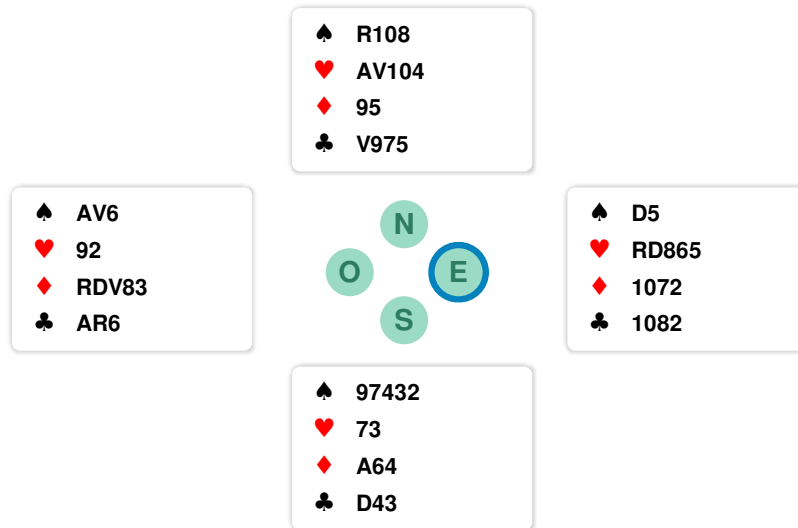 ♠ R108
♥ AV104
♦ 95
♣ V975
♠ AV6
♥ 92
♦ RDV83
♣ AR6
N
O E
S
♠ D5
♥ RD865
♦ 1072
♣ 1082
♠ 97432
♥ 73
♦ A64
♣ D43